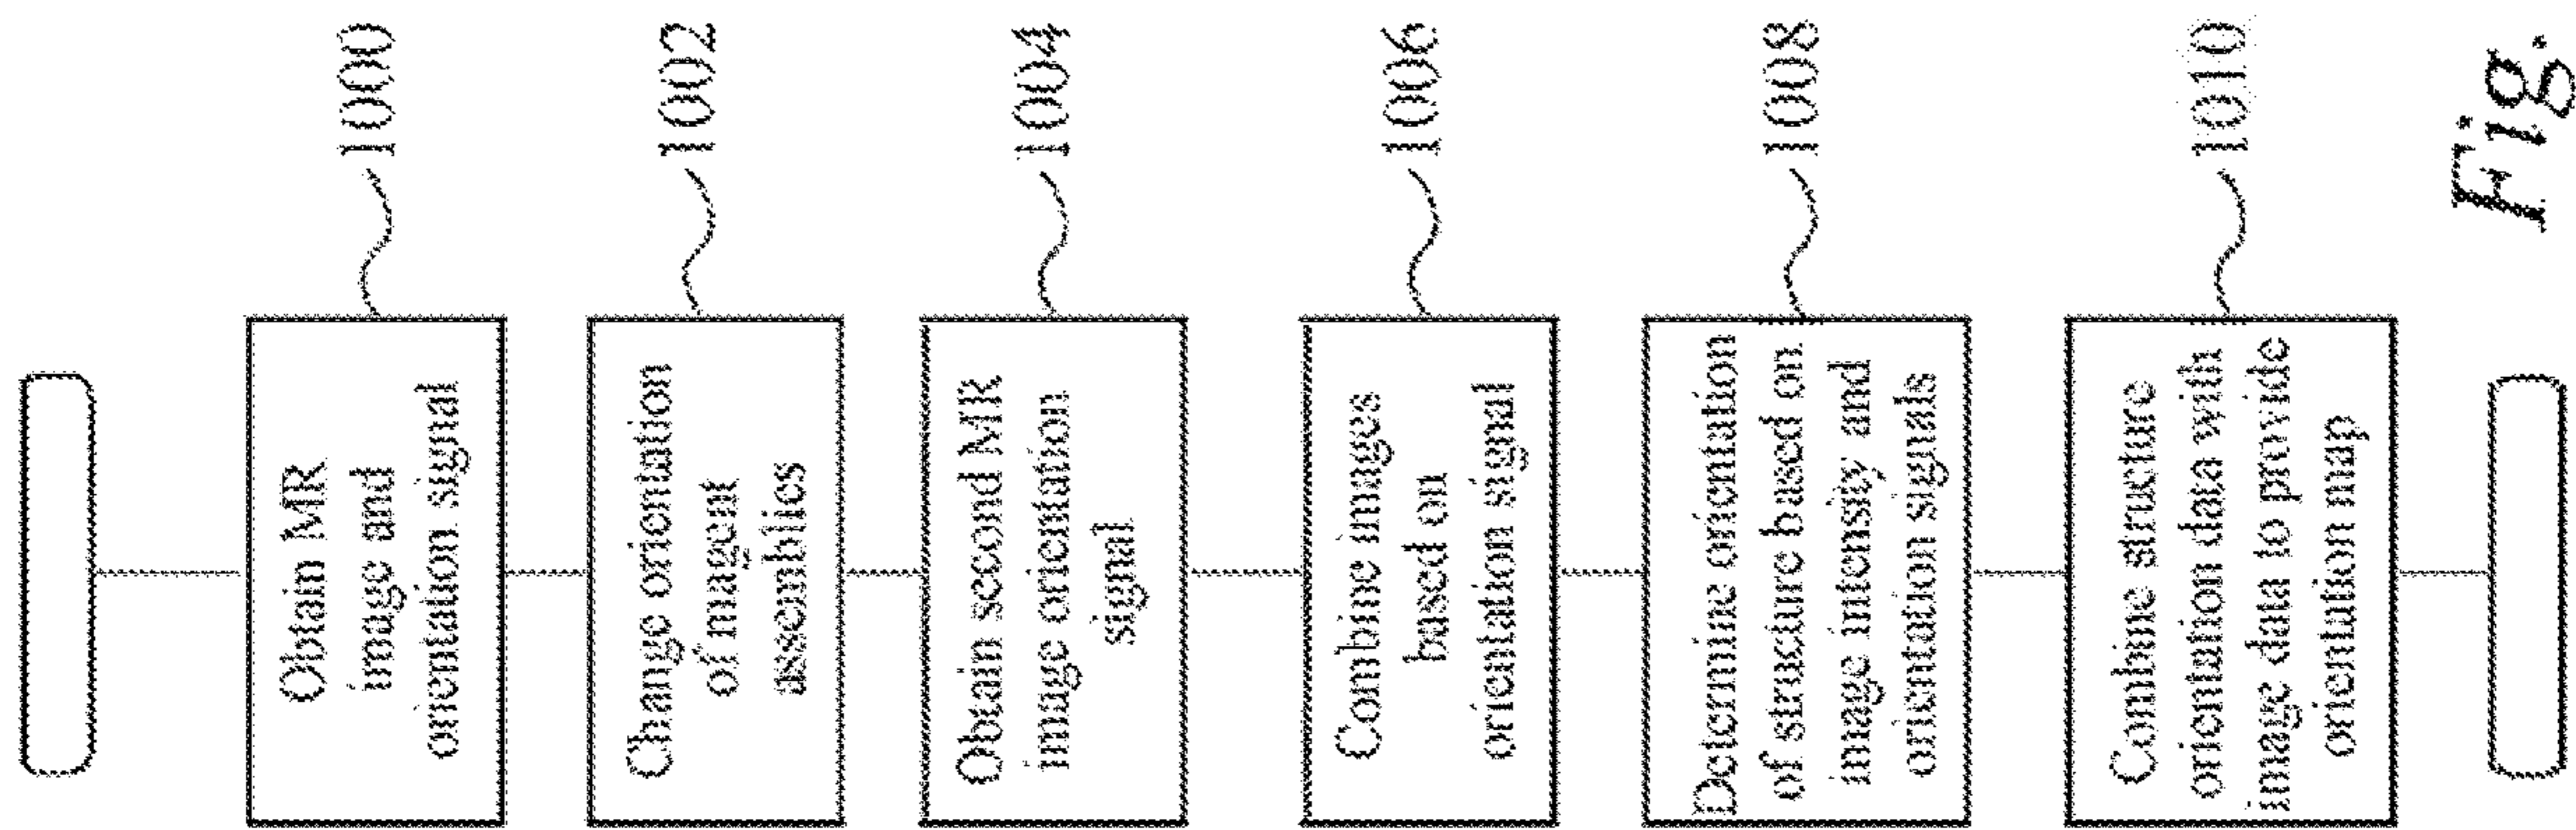 Obtain MR
image and
orientation signal
1000
Change orientation
of magent
assemblies
1002
Obtain second MR
image orientation
signal
1004
Combine images
based on
orientation signal
1006
Determine orientation
of structure based on
image intensity and
orientation signals
1008
Combine structure
orientation data with
image data to provide
orientation map
1010
Fig.